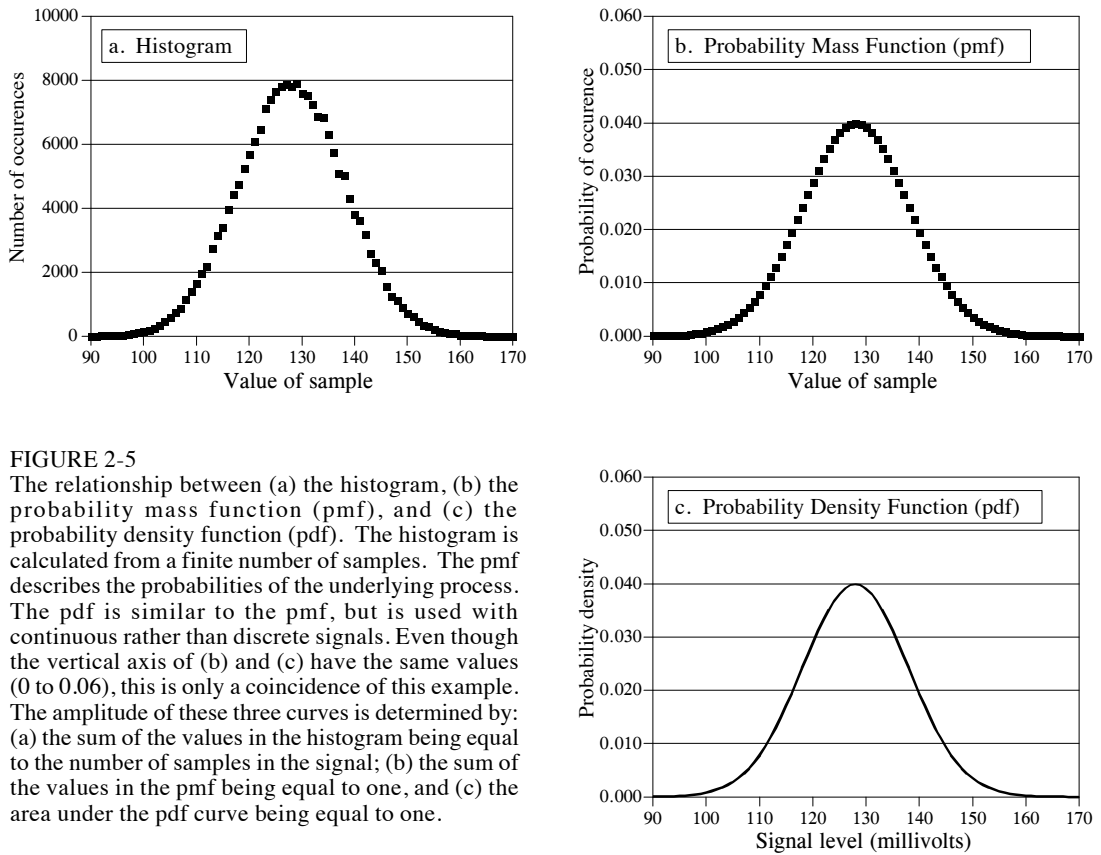 10000
8000
6000
4000
2000
0
90 100 110 120 130 140 150 160 170
Value of sample
Number of occurences
a. Histogram
0.060
0.050
0.040
0.030
0.020
0.010
0.000
90 100 110 120 130 140 150 160 170
Value of sample
Probability of occurence
b. Probability Mass Function (pmf)
FIGURE 2-5
The relationship between (a) the histogram, (b) the
probability mass function (pmf), and (c) the
probability density function (pdf). The histogram is
calculated from a finite number of samples. The pmf
describes the probabilities of the underlying process.
The pdf is similar to the pmf, but is used with
continuous rather than discrete signals. Even though
the vertical axis of (b) and (c) have the same values
(0 to 0.06), this is only a coincidence of this example.
The amplitude of these three curves is determined by:
(a) the sum of the values in the histogram being equal
to the number of samples in the signal; (b) the sum of
the values in the pmf being equal to one, and (c) the
area under the pdf curve being equal to one.
0.060
0.050
0.040
0.030
0.020
0.010
0.000
90 100 110 120 130 140 150 160 170
Signal level (millivolts)
Probability density
c. Probability Density Function (pdf)